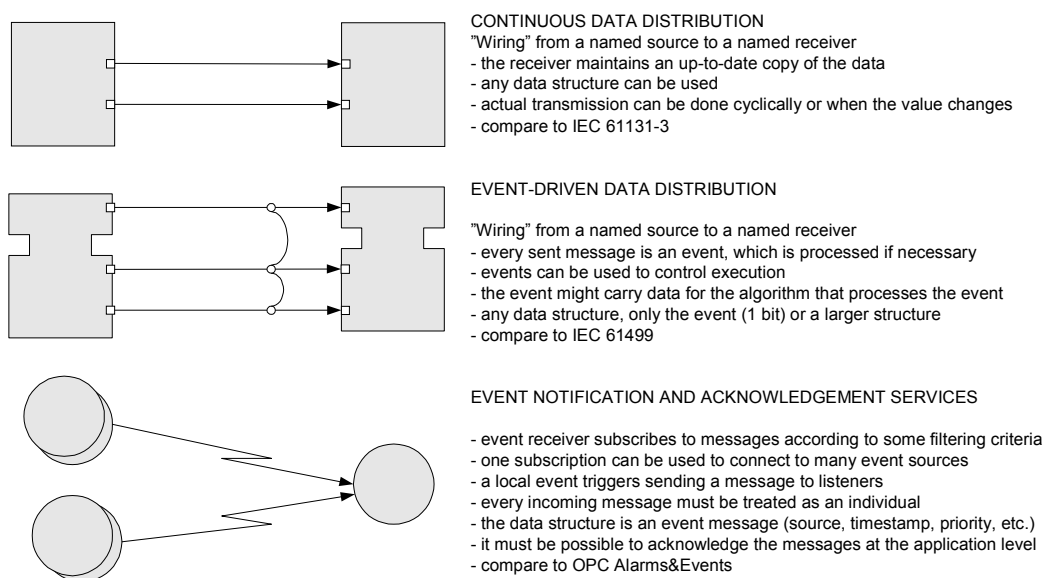 CONTINUOUS DATA DISTRIBUTION
”Wiring” from a named source to a named receiver
- the receiver maintains an up-to-date copy of the data
- any data structure can be used
- actual transmission can be done cyclically or when the value changes
- compare to IEC 61131-3
EVENT-DRIVEN DATA DISTRIBUTION
”Wiring” from a named source to a named receiver
- every sent message is an event, which is processed if necessary
- events can be used to control execution
- the event might carry data for the algorithm that processes the event
- any data structure, only the event (1 bit) or a larger structure
- compare to IEC 61499
EVENT NOTIFICATION AND ACKNOWLEDGEMENT SERVICES
- event receiver subscribes to messages according to some filtering criteria
- one subscription can be used to connect to many event sources
- a local event triggers sending a message to listeners
- every incoming message must be treated as an individual
- the data structure is an event message (source, timestamp, priority, etc.)
- it must be possible to acknowledge the messages at the application level
- compare to OPC Alarms&Events